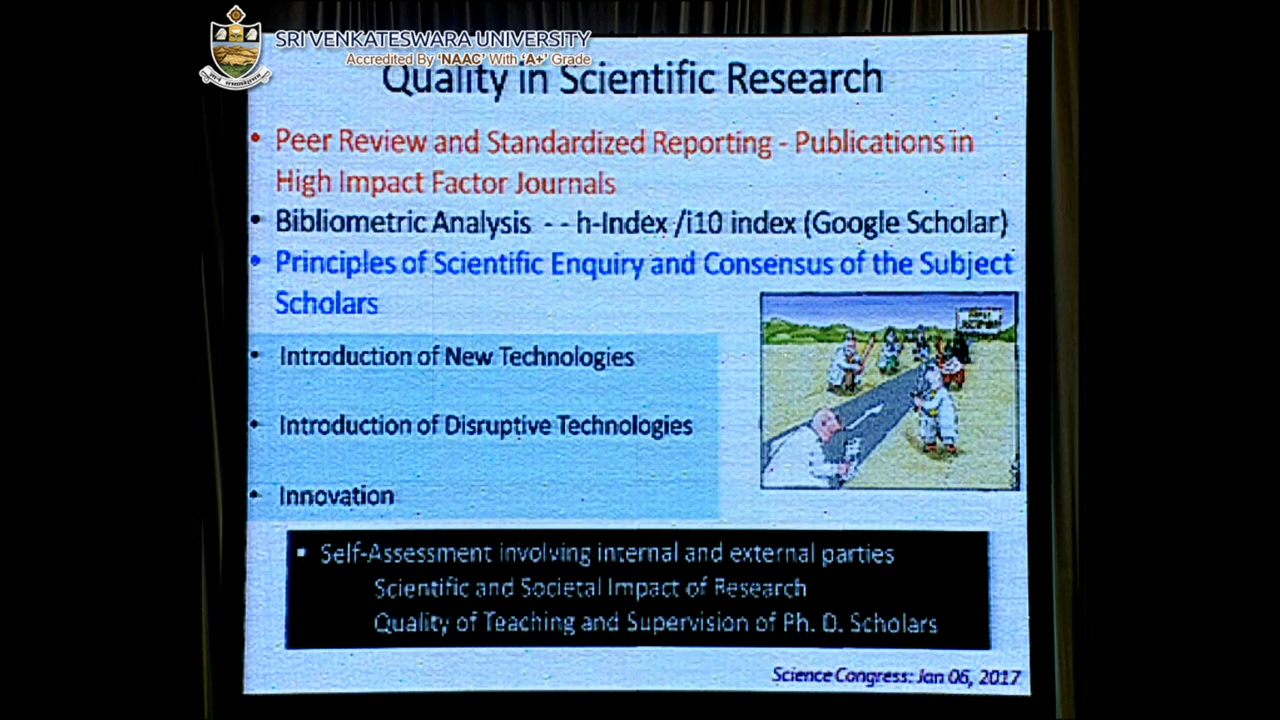 SRI VENKATESWARA UNIVERSITY
Accredited By 'NAAC' With 'A+' Grade
Quality in Scientific Research
• Peer Review and Standardized Reporting - Publications in
High Impact Factor Journals
• Bibliometric Analysis - - h-Index /i10 index (Google Scholar)
• Principles of Scientific Enquiry and Consensus of the Subject
Scholars
• Introduction of New Technologies
• Introduction of Disruptive Technologies
• Innovation
▪ Self-Assessment involving internal and external parties
Scientific and Societal Impact of Research
Quality of Teaching and Supervision of Ph. D. Scholars
Science Congress: Jan 06, 2017